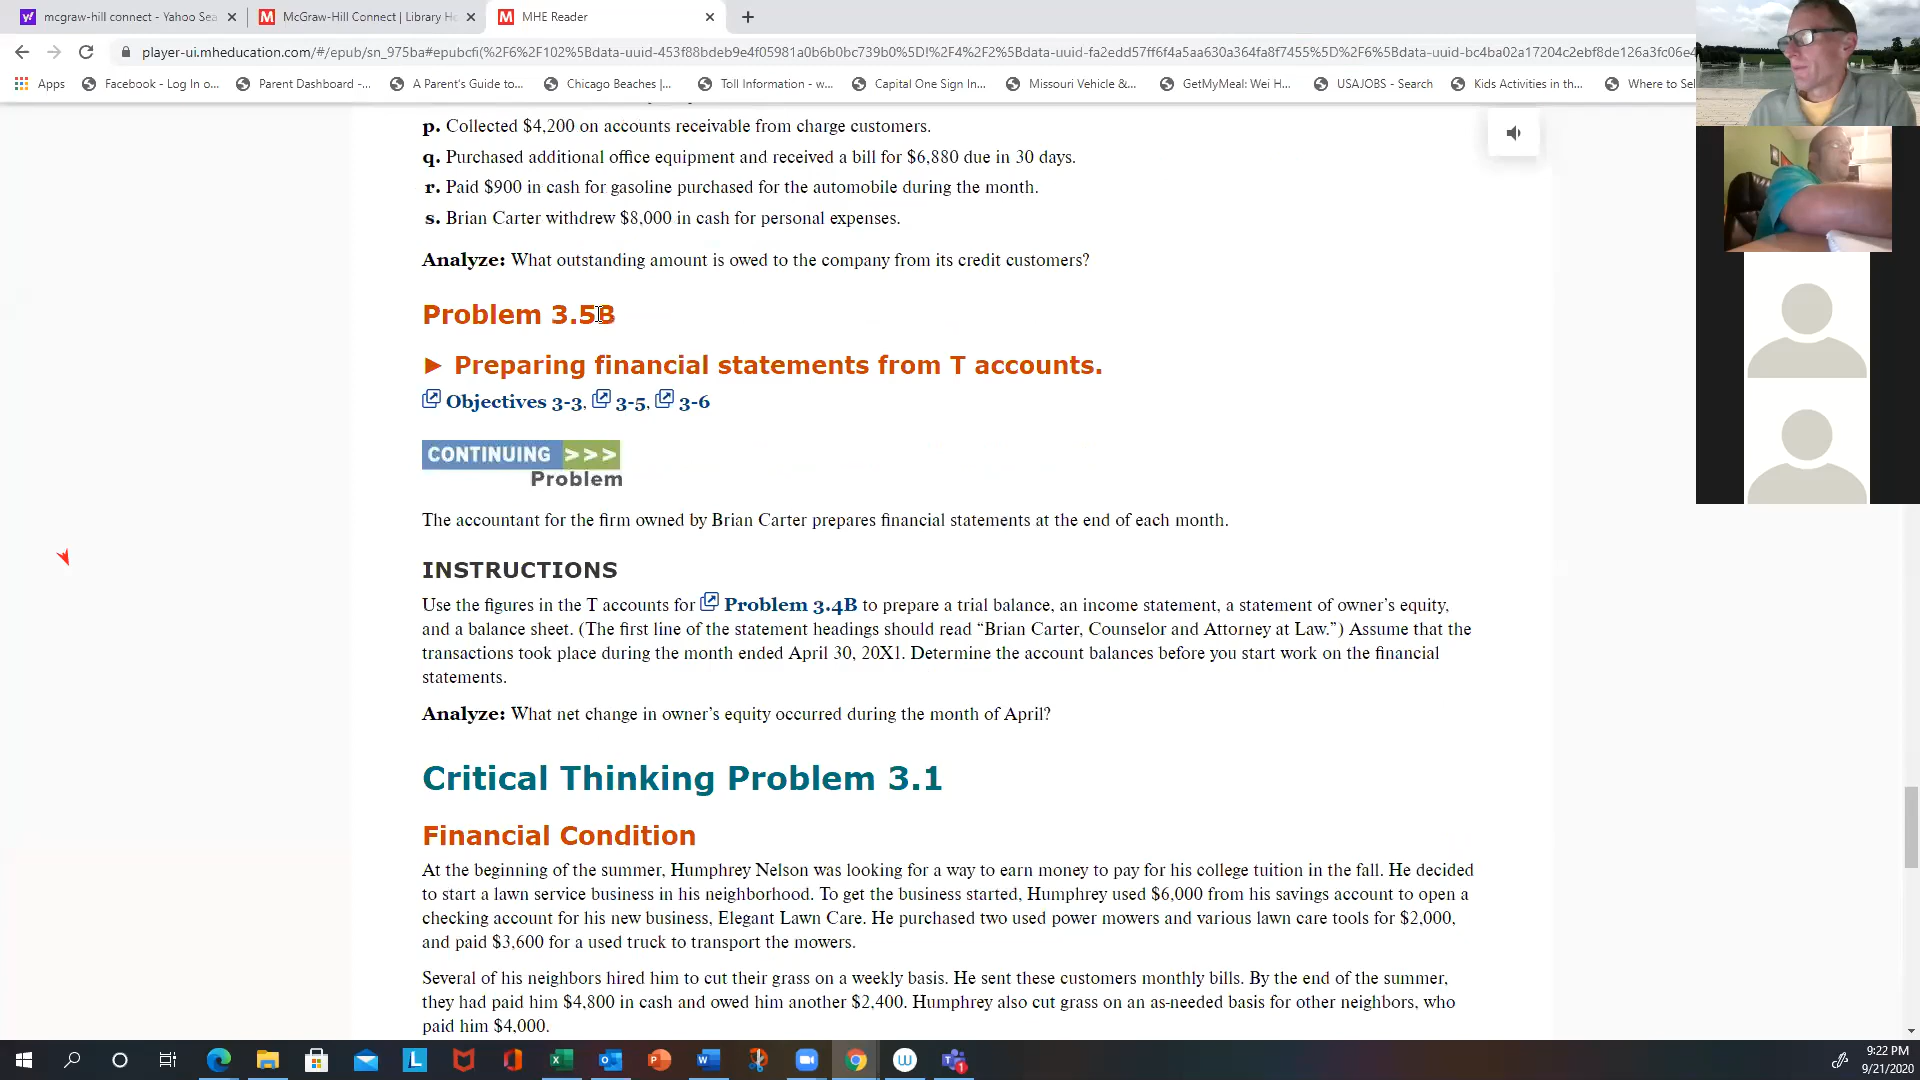 mcgraw-hill connect - Yahoo Sea
McGraw-Hill Connect | Library H
MHE Reader
player-ui.mheducation.com/#/epub/sn_975ba#epubcfi(%2F6%2F102%5Bdata-uuid-453f88bdeb9e4f05981a0b6b0bc739b0%5D!%2F4%2F2%5Bdata-uuid-fa2edd57ff6f4a5aa630a364fa8f7455%5D%2F6%5Bdata-uuid-bc4ba02a17204c2ebf8de126a3fc06e4
Apps
Facebook - Log In o...
Parent Dashboard -...
A Parent's Guide to...
Chicago Beaches |...
Toll Information - w...
Capital One Sign In...
Missouri Vehicle &...
GetMyMeal: Wei H...
USAJOBS - Search
Kids Activities in th...
Where to Sel
p. Collected $4,200 on accounts receivable from charge customers.
q. Purchased additional office equipment and received a bill for $6,880 due in 30 days.
r. Paid $900 in cash for gasoline purchased for the automobile during the month.
s. Brian Carter withdrew $8,000 in cash for personal expenses.
Analyze: What outstanding amount is owed to the company from its credit customers?
Problem 3.5B
► Preparing financial statements from T accounts.
Objectives 3-3, 3-5, 3-6
CONTINUING >>>
Problem
The accountant for the firm owned by Brian Carter prepares financial statements at the end of each month.
INSTRUCTIONS
Use the figures in the T accounts for Problem 3.4B to prepare a trial balance, an income statement, a statement of owner's equity,
and a balance sheet. (The first line of the statement headings should read “Brian Carter, Counselor and Attorney at Law.”) Assume that the
transactions took place during the month ended April 30, 20X1. Determine the account balances before you start work on the financial
statements.
Analyze: What net change in owner's equity occurred during the month of April?
Critical Thinking Problem 3.1
Financial Condition
At the beginning of the summer, Humphrey Nelson was looking for a way to earn money to pay for his college tuition in the fall. He decided
to start a lawn service business in his neighborhood. To get the business started, Humphrey used $6,000 from his savings account to open a
checking account for his new business, Elegant Lawn Care. He purchased two used power mowers and various lawn care tools for $2,000,
and paid $3,600 for a used truck to transport the mowers.
Several of his neighbors hired him to cut their grass on a weekly basis. He sent these customers monthly bills. By the end of the summer,
they had paid him $4,800 in cash and owed him another $2,400. Humphrey also cut grass on an as-needed basis for other neighbors, who
paid him $4,000.
9:22 PM
9/21/2020